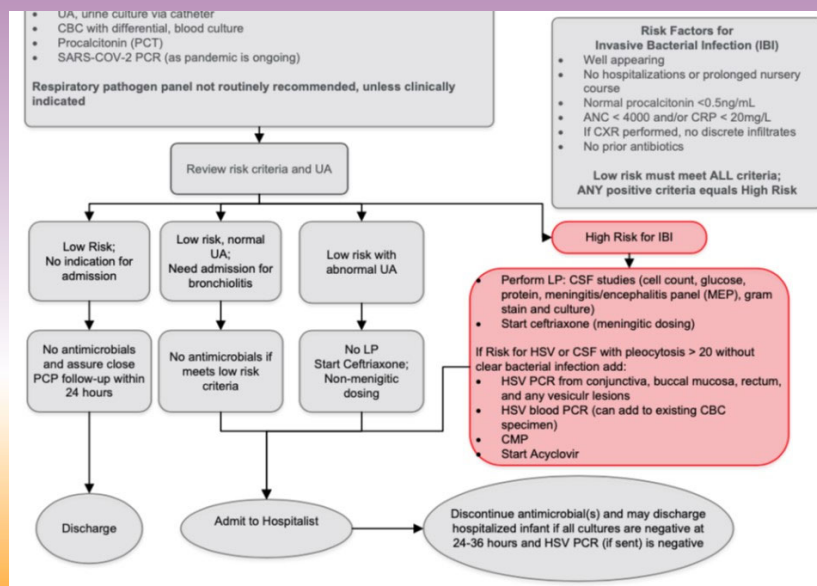 UA, urine culture via catheter
CBC with differential, blood culture
Procalcitonin (PCT)
SARS-COV-2 PCR (as pandemic is ongoing)
Respiratory pathogen panel not routinely recommended, unless clinically
indicated
Risk Factors for
Invasive Bacterial Infection (IBI)
Well appearing
No hospitalizations or prolonged nursery
course
Normal procalcitonin <0.5ng/mL
ANC < 4000 and/or CRP < 20mg/L
If CXR performed, no discrete infiltrates
No prior antibiotics
Low risk must meet ALL criteria;
ANY positive criteria equals High Risk
Review risk criteria and UA
Low Risk;
No indication for
admission
Low risk, normal
UA;
Need admission for
bronchiolitis
Low risk with
abnormal UA
High Risk for IBI
Perform LP: CSF studies (cell count, glucose,
protein, meningitis/encephalitis panel (MEP), gram
stain and culture)
Start ceftriaxone (meningitic dosing)
If Risk for HSV or CSF with pleocytosis > 20 without
clear bacterial infection add:
HSV PCR from conjunctiva, buccal mucosa, rectum,
and any vesiculr lesions
HSV blood PCR (can add to existing CBC
specimen)
CMP
Start Acyclovir
No antimicrobials
and assure close
PCP follow-up within
24 hours
No antimicrobials if
meets low risk
criteria
No LP
Start Ceftriaxone;
Non-menigitic
dosing
Discharge
Admit to Hospitalist
Discontinue antimicrobial(s) and may discharge
hospitalized infant if all cultures are negative at
24-36 hours and HSV PCR (if sent) is negative